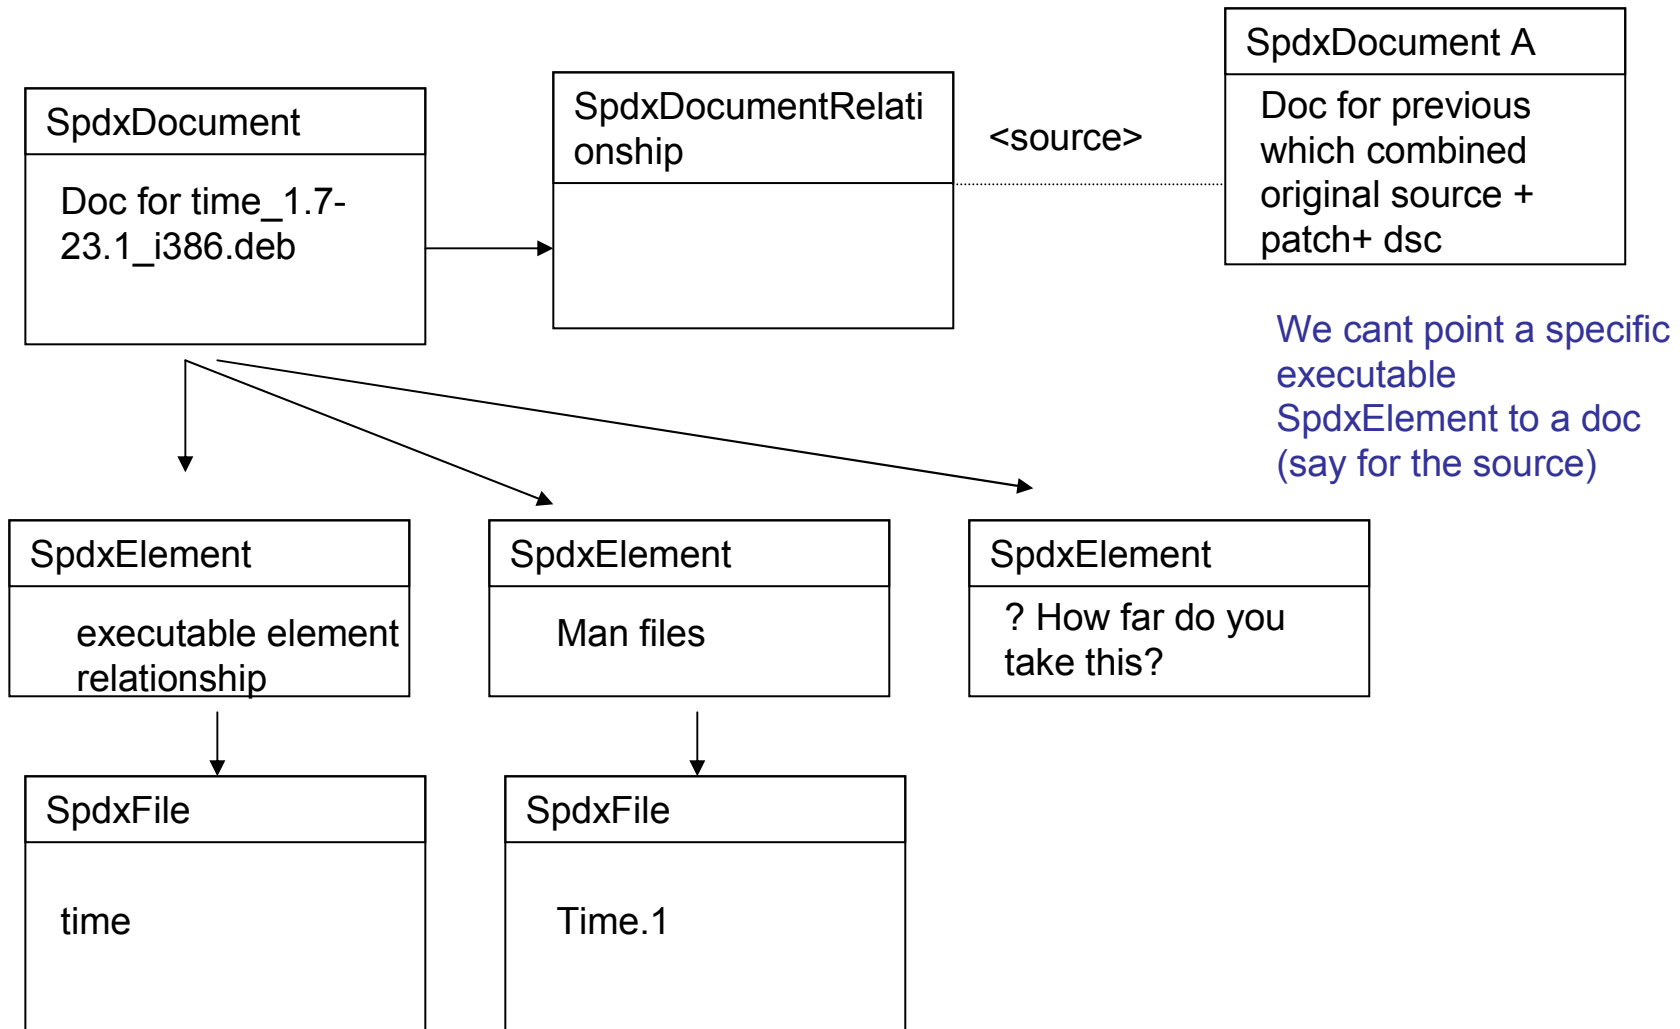 SpdxDocument
Doc for time_1.7-
23.1_i386.deb
SpdxDocumentRelati
onship
<source>
SpdxDocument A
Doc for previous
which combined
original source +
patch+ dsc
We cant point a specific
executable
SpdxElement to a doc
(say for the source)
SpdxElement
executable element
relationship
SpdxElement
Man files
SpdxElement
? How far do you
take this?
SpdxFile
time
SpdxFile
Time.1